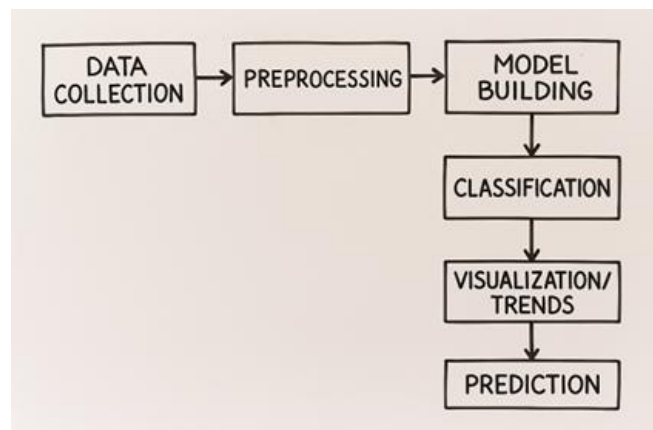 DATA
COLLECTION
PREPROCESSING
MODEL
BUILDING
CLASSIFICATION
VISUALIZATION/
TRENDS
PREDICTION